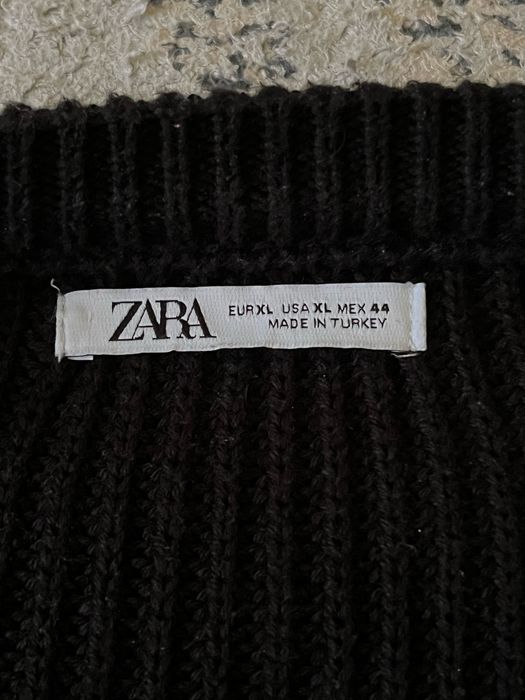 ZARA
EUR XL USA XL MEX 44
MADE IN TURKEY